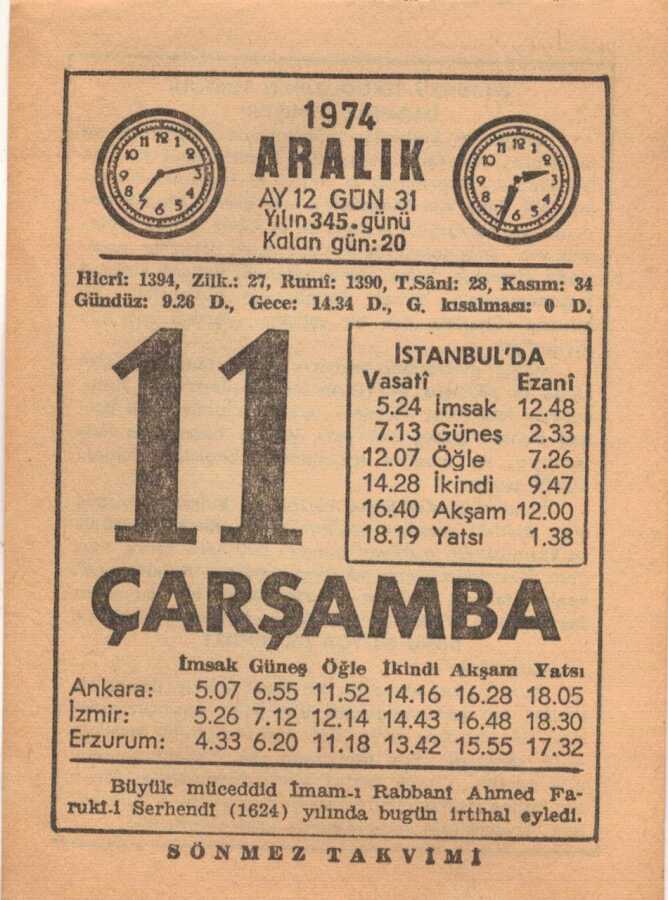 1974
ARALIK
AY 12 GÜN 31
Yılın 345. günü
Kalan gün: 20
Hicrî: 1394, Zilk.: 27, Rumî: 1390, T.Sâni: 28, Kasım: 34
Gündüz: 9.26 D., Gece: 14.34 D., G. kısalması: 0 D.
11
İSTANBUL'DA
Vasatî Ezanî
5.24 İmsak 12.48
7.13 Güneş 2.33
12.07 Öğle 7.26
14.28 İkindi 9.47
16.40 Akşam 12.00
18.19 Yatsı 1.38
ÇARŞAMBA
İmsak Güneş Öğle İkindi Akşam Yatsı
Ankara: 5.07 6.55 11.52 14.16 16.28 18.05
İzmir: 5.26 7.12 12.14 14.43 16.48 18.30
Erzurum: 4.33 6.20 11.18 13.42 15.55 17.32
Büyük müceddid İmam-ı Rabbanî Ahmed Fa-
rukî-i Serhendî (1624) yılında bugün irtihal eyledi.
SÖNMEZ TAKVİMİ